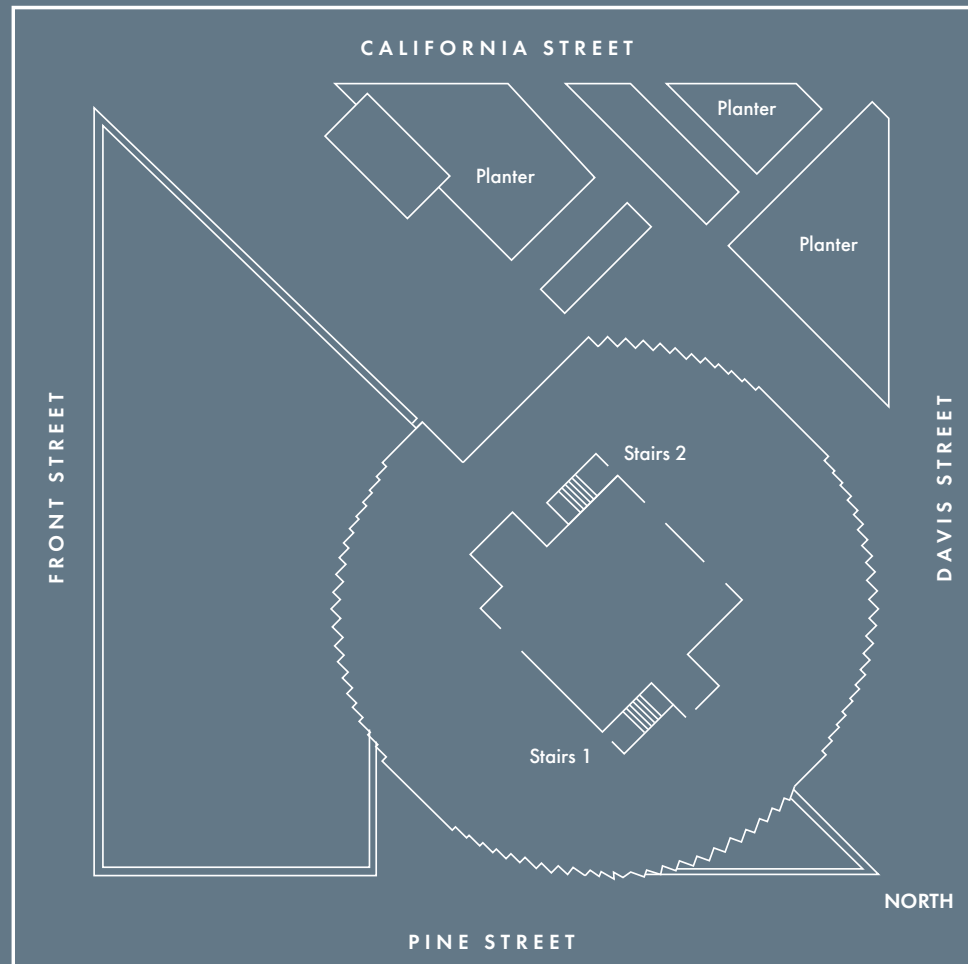 CALIFORNIA STREET
Planter
Planter
Planter
FRONT STREET
DAVIS STREET
Stairs 2
Stairs 1
NORTH
PINE STREET